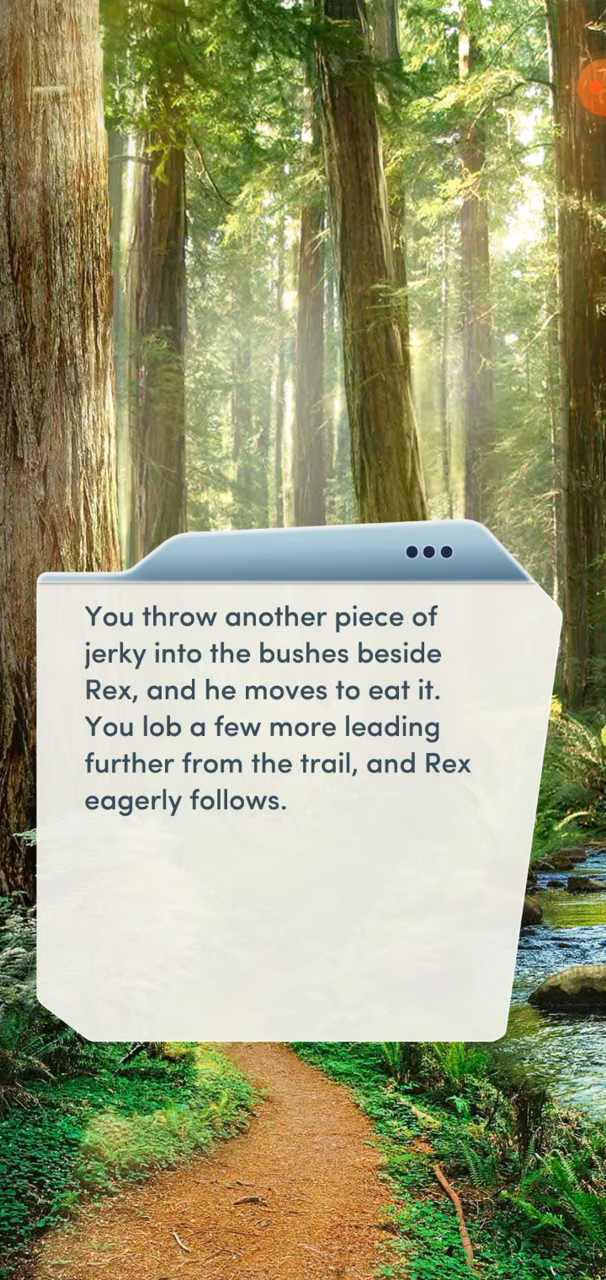 You throw another piece of
jerky into the bushes beside
Rex, and he moves to eat it.
You lob a few more leading
further from the trail, and Rex
eagerly follows.